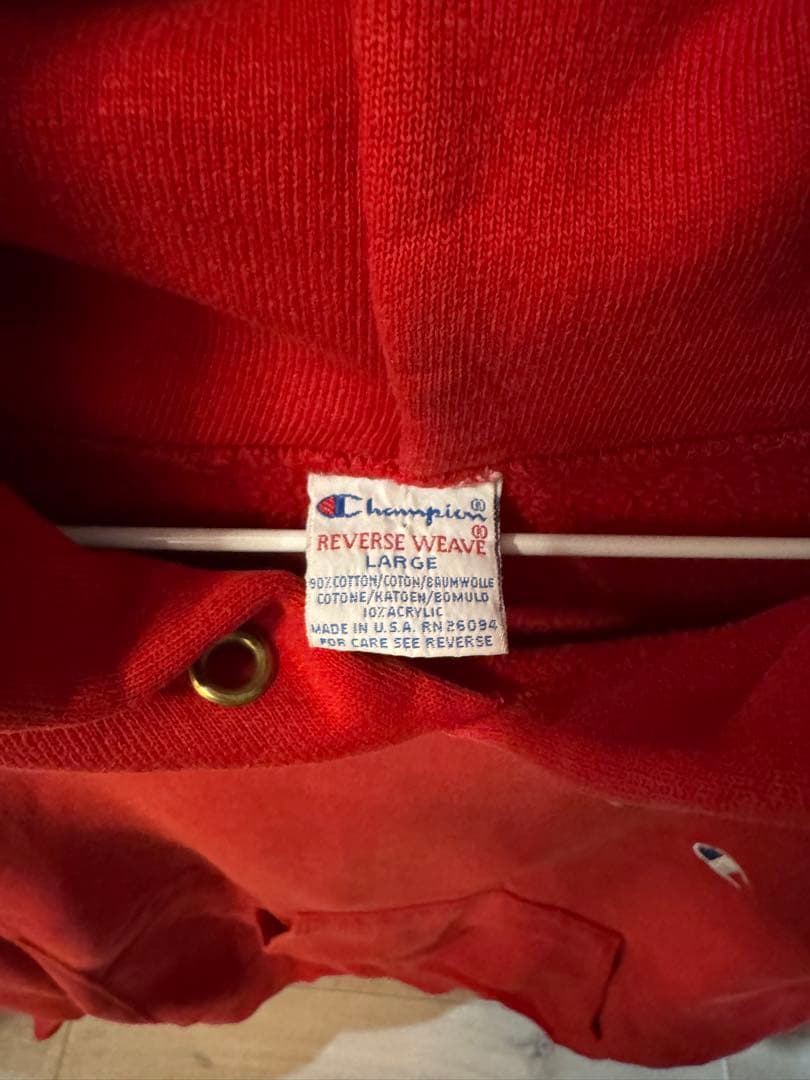 Champion®
REVERSE WEAVE®
LARGE
90% COTTON/COTON/BAUMWOLLE
COTONE/KATOEN/BOMULD
10% ACRYLIC
MADE IN U.S.A. RN 26094
FOR CARE SEE REVERSE